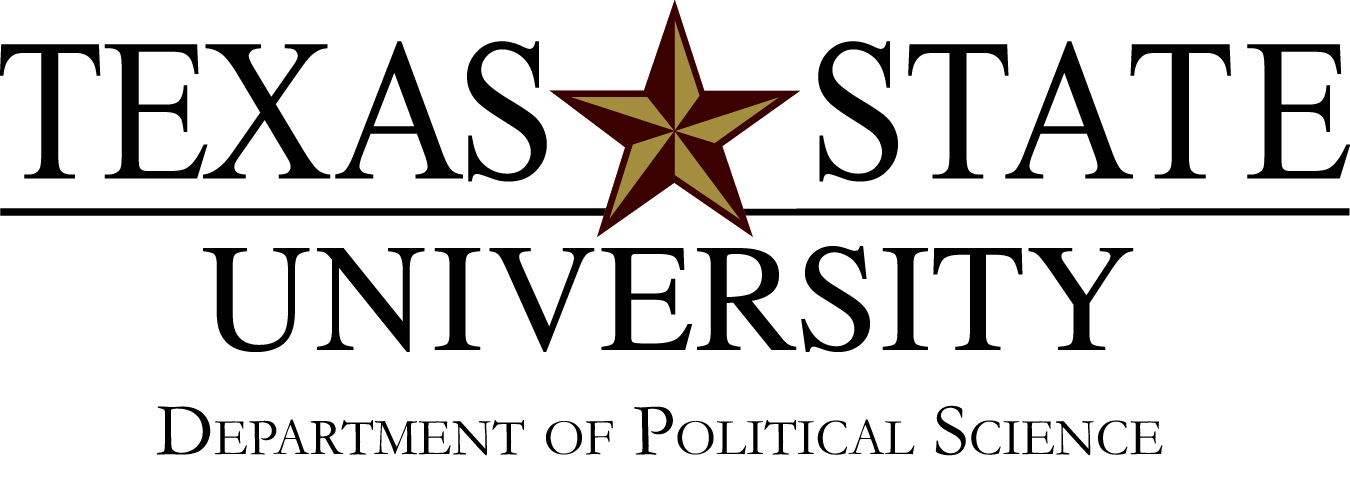 TEXAS STATE
UNIVERSITY
DEPARTMENT OF POLITICAL SCIENCE